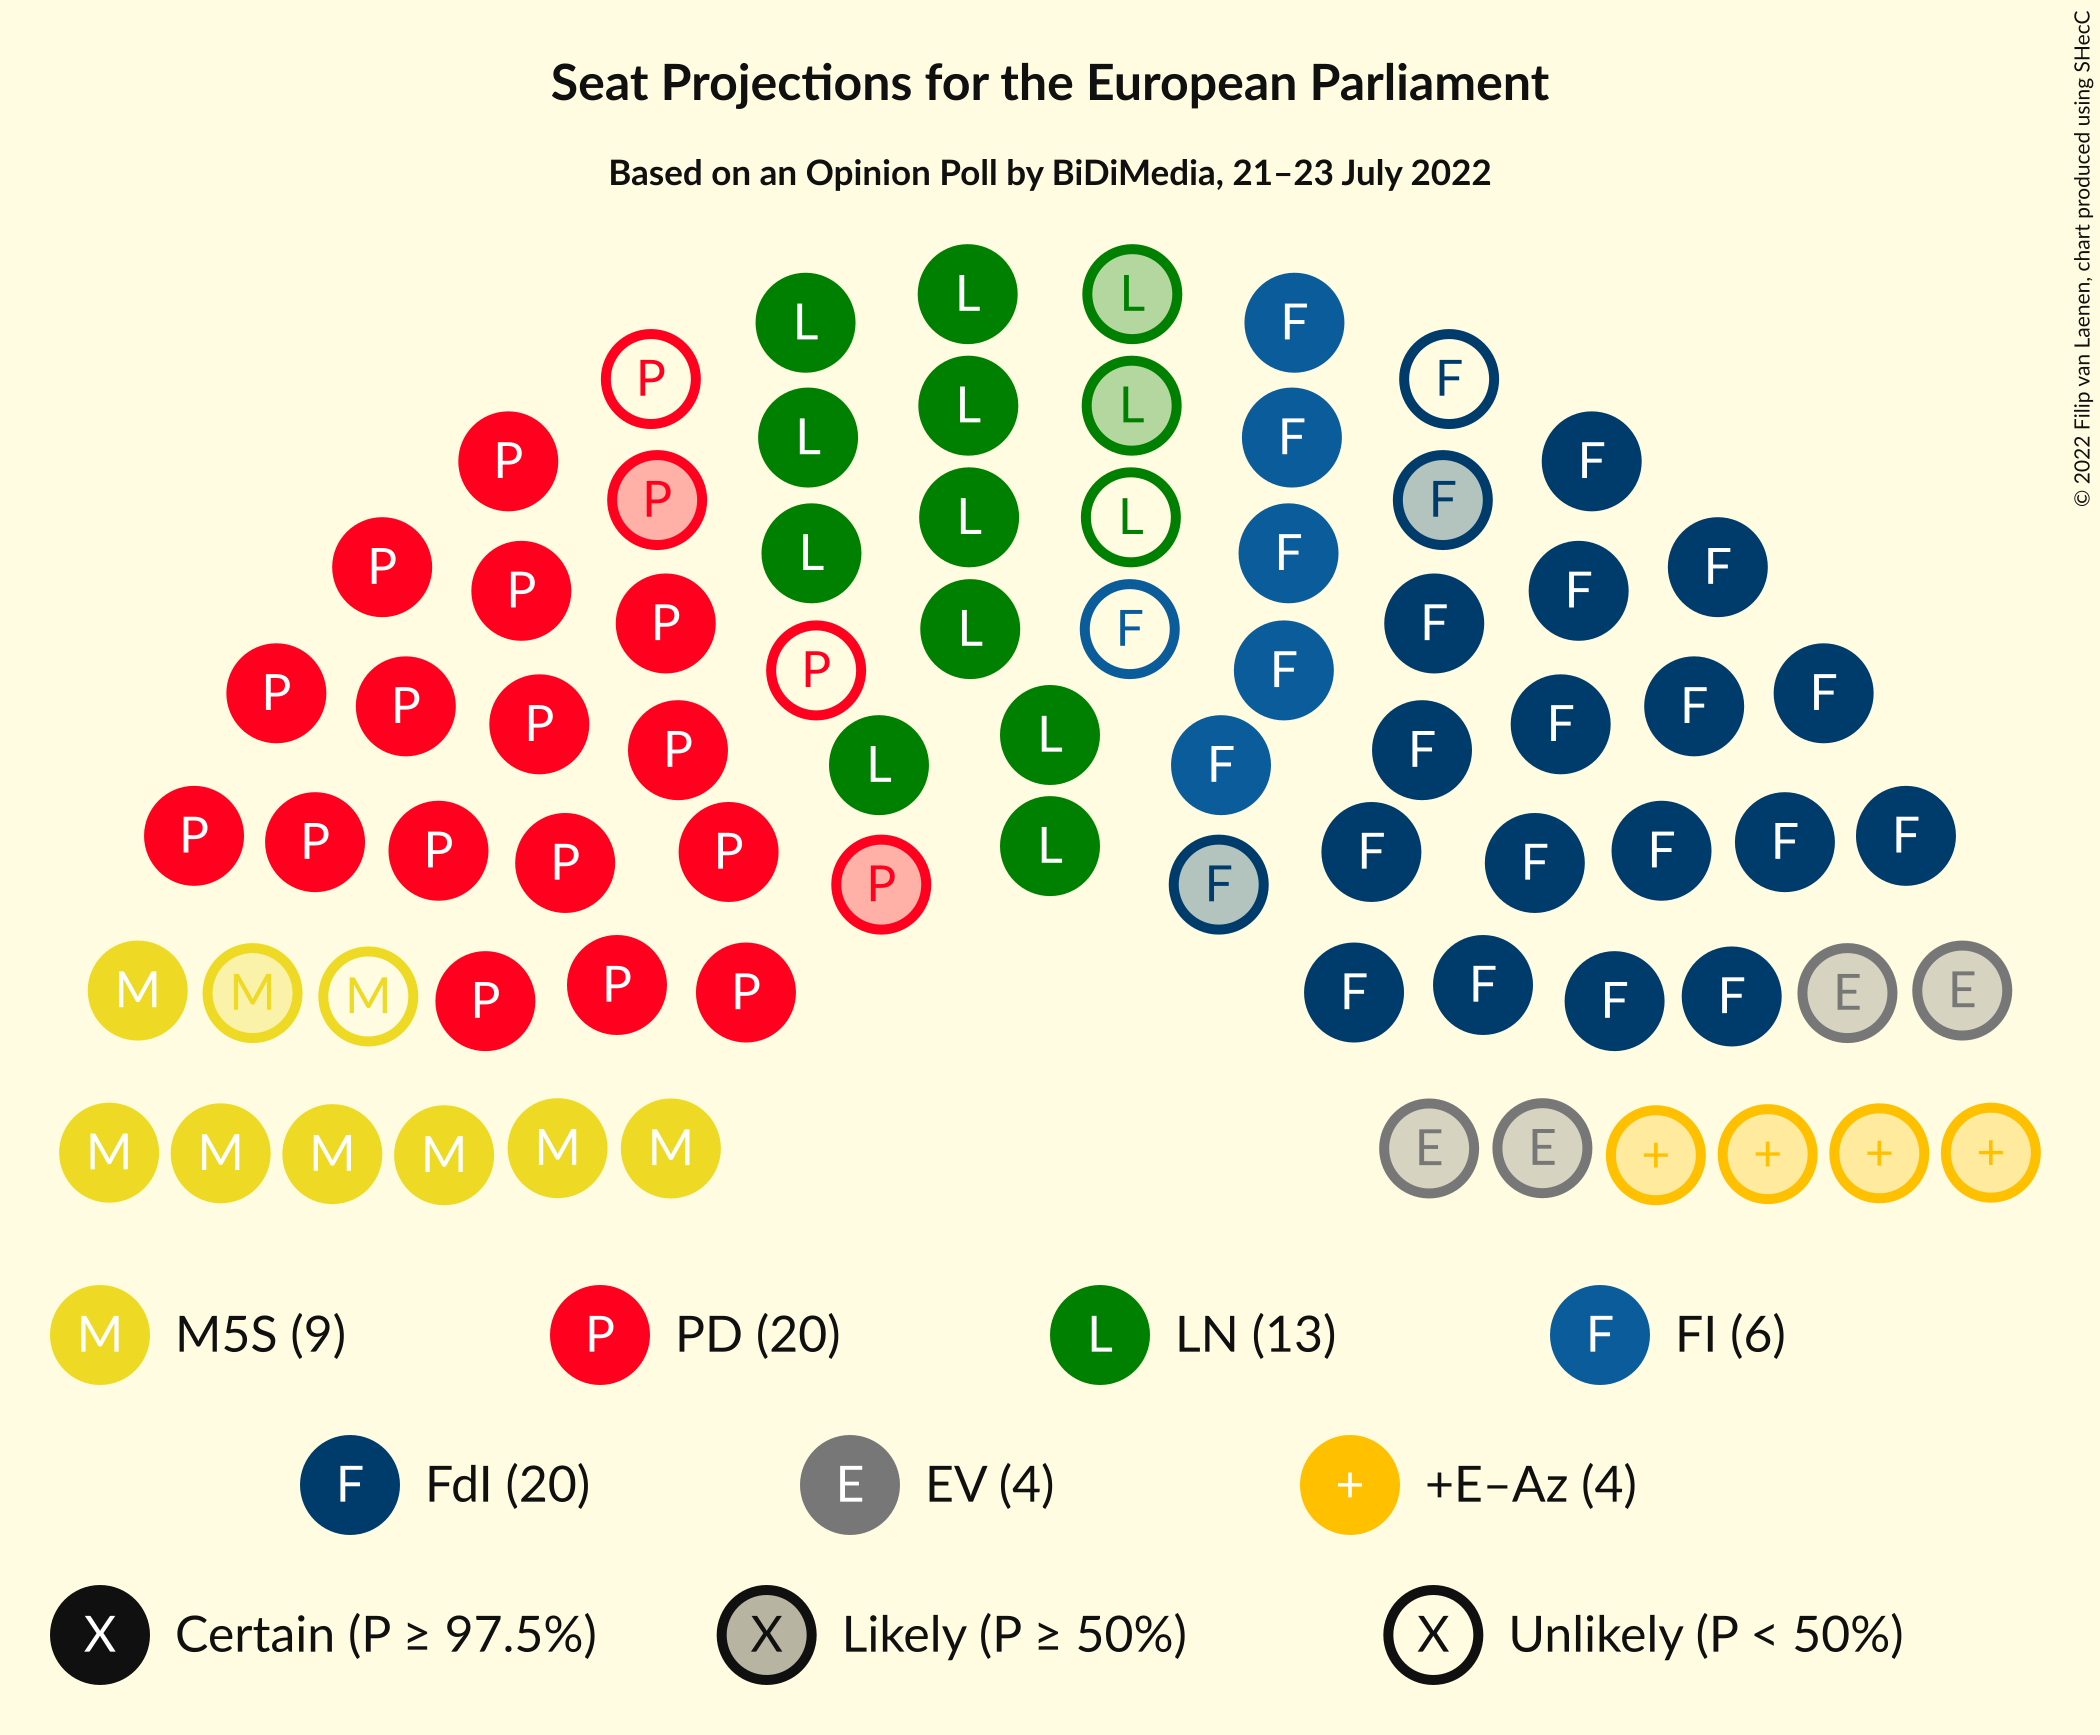 Seat Projections for the European Parliament
Based on an Opinion Poll by BiDiMedia, 21–23 July 2022
© 2022 Filip van Laenen, chart produced using SHecC
L L
P L L F F
L L
P L L F F
P F
P L L F F
P P F F
P P L F F F
P P L F F
P P F F
P P P L F F F
L
P P P P P L F F F F F
P F
M M M P P P F F F F E E
M M M M M M E E + + + +
M M5S (9) P PD (20) L LN (13) F FI (6)
F FdI (20) E EV (4) + +E–Az (4)
X Certain (P ≥ 97.5%) X Likely (P ≥ 50%) X Unlikely (P < 50%)